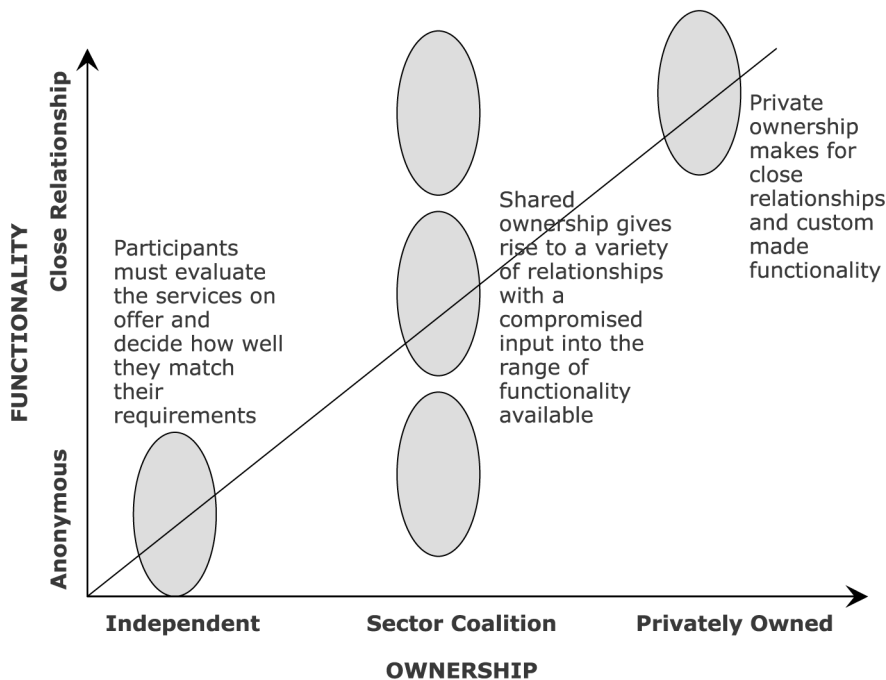 FUNCTIONALITY
Close Relationship
Anonymous
Participants
must evaluate
the services on
offer and
decide how well
they match
their
requirements
Shared
ownership gives
rise to a variety
of relationships
with a
compromised
input into the
range of
functionality
available
Private
ownership
makes for
close
relationships
and custom
made
functionality
Independent
Sector Coalition
Privately Owned
OWNERSHIP